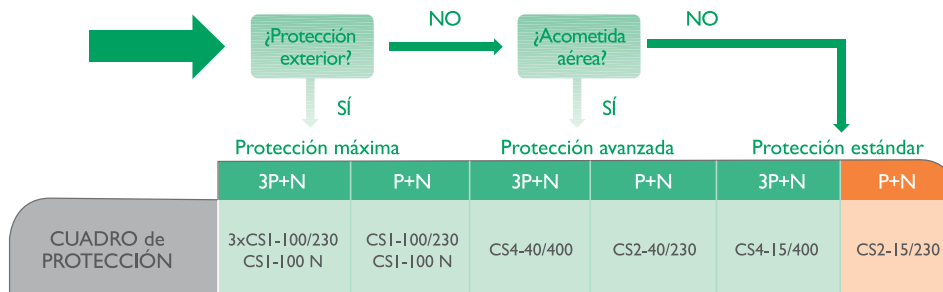 ¿Protección
exterior?
NO
¿Acometida
aérea?
NO
SÍ
SÍ
Protección máxima
Protección avanzada
Protección estándar
3P+N
P+N
3P+N
P+N
3P+N
P+N
CUADRO de
PROTECCIÓN
3xCS1-100/230
CS1-100 N
CS1-100/230
CS1-100 N
CS4-40/400
CS2-40/230
CS4-15/400
CS2-15/230